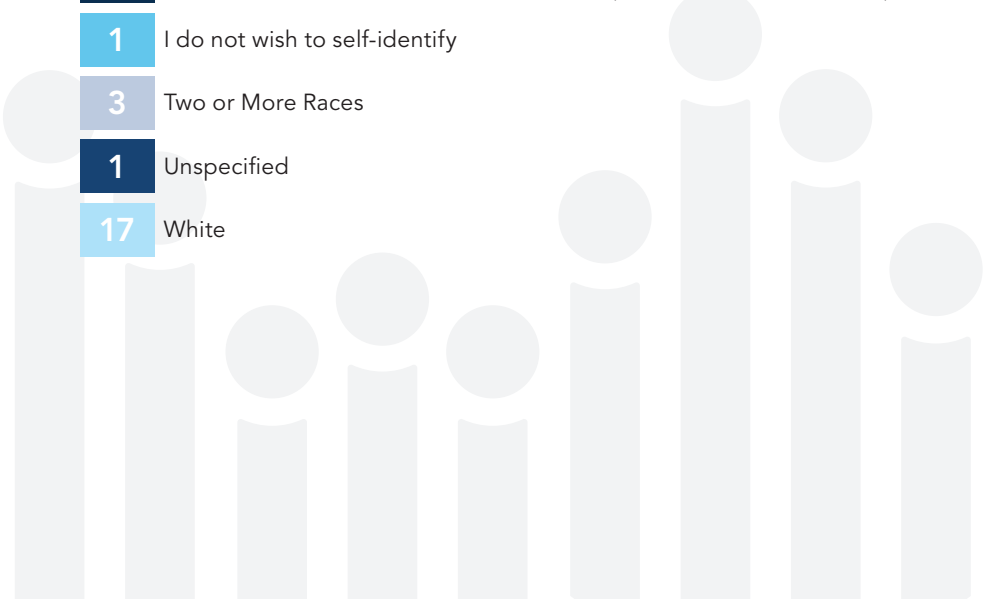 1 I do not wish to self-identify
3 Two or More Races
1 Unspecified
17 White